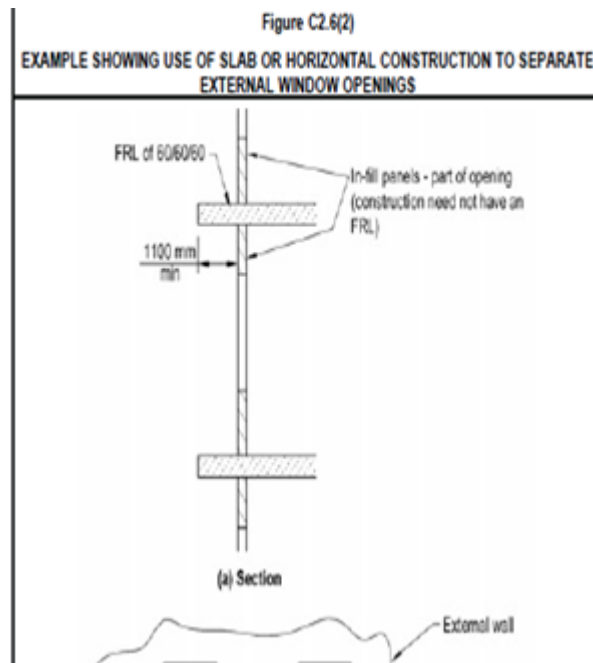 Figure C2.6(2)
EXAMPLE SHOWING USE OF SLAB OR HORIZONTAL CONSTRUCTION TO SEPARATE
EXTERNAL WINDOW OPENINGS
FRL of 60/60/60
In-fill panels - part of opening
(construction need not have an
FRL)
1100 mm
min
(a) Section
External wall